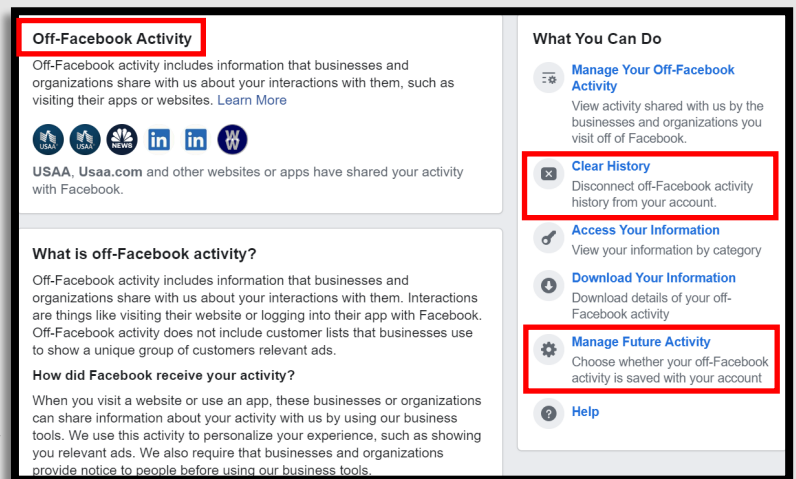 Off-Facebook Activity
Off-Facebook activity includes information that businesses and
organizations share with us about your interactions with them, such as
visiting their apps or websites. Learn More
USAA USAA NEWS in in W
USAA, Usaa.com and other websites or apps have shared your activity
with Facebook.
What is off-Facebook activity?
Off-Facebook activity includes information that businesses and
organizations share with us about your interactions with them. Interactions
are things like visiting their website or logging into their app with Facebook.
Off-Facebook activity does not include customer lists that businesses use
to show a unique group of customers relevant ads.
How did Facebook receive your activity?
When you visit a website or use an app, these businesses or organizations
can share information about your activity with us by using our business
tools. We use this activity to personalize your experience, such as showing
you relevant ads. We also require that businesses and organizations
provide notice to people before using our business tools.
What You Can Do
Manage Your Off-Facebook
Activity
View activity shared with us by the
businesses and organizations you
visit off of Facebook.
Clear History
Disconnect off-Facebook activity
history from your account.
Access Your Information
View your information by category
Download Your Information
Download details of your off-
Facebook activity
Manage Future Activity
Choose whether your off-Facebook
activity is saved with your account
Help